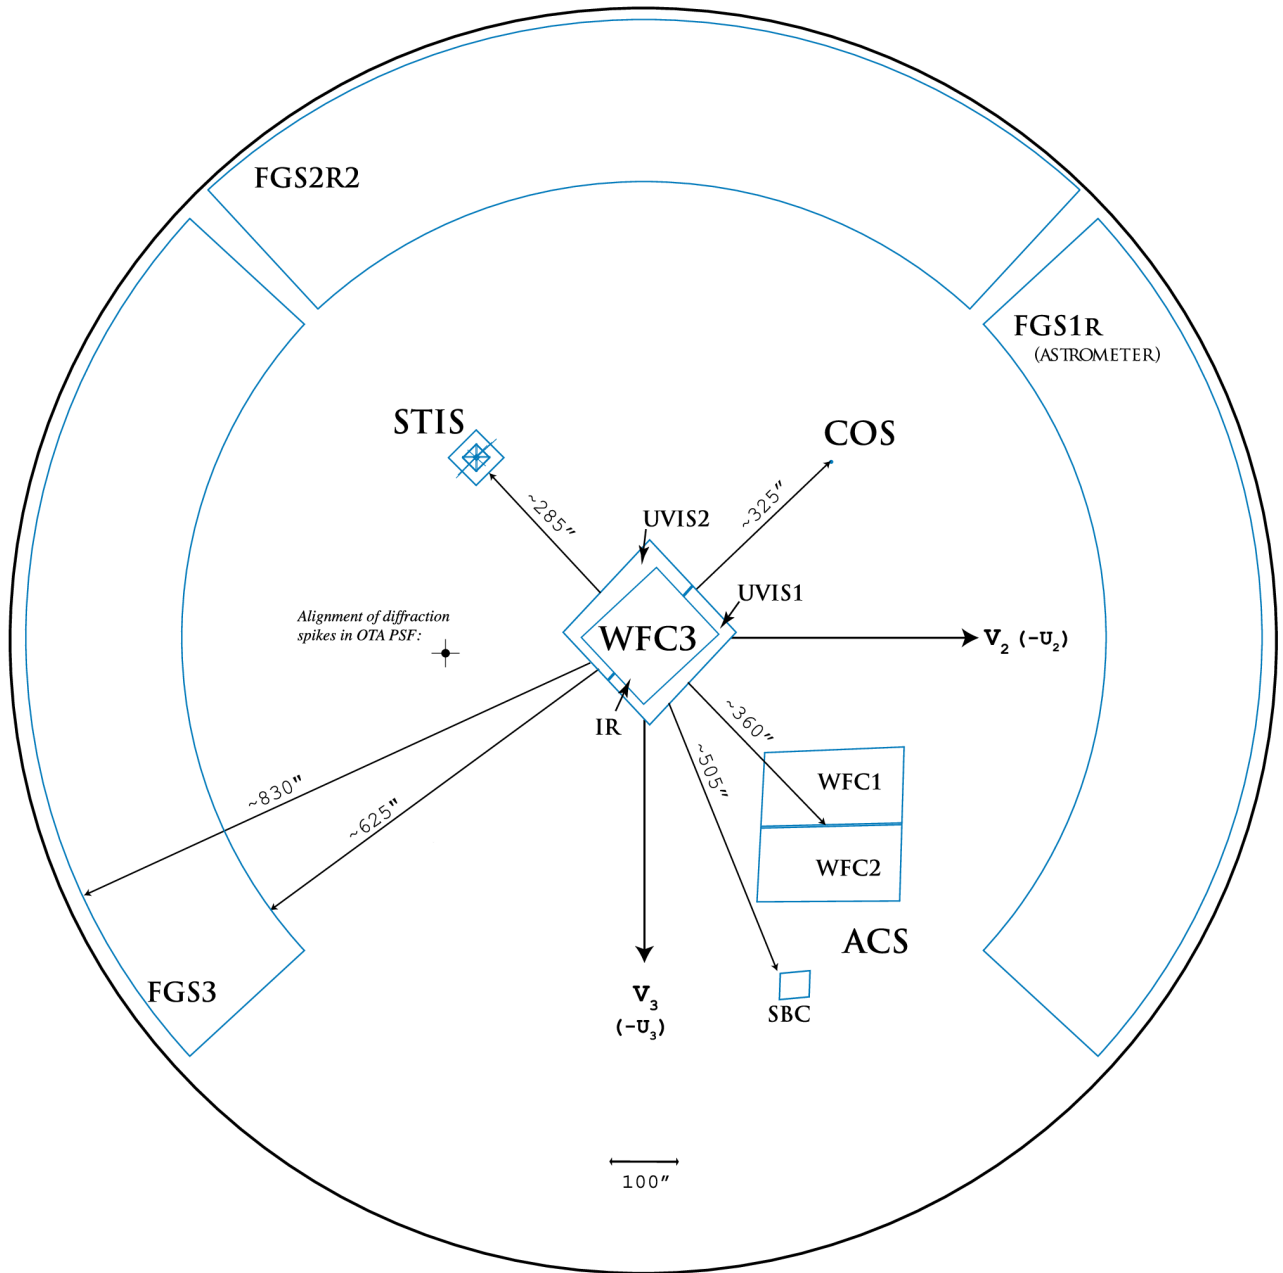 FGS2R2
FGS1R
(ASTROMETER)
STIS
COS
~285″
~325″
UVIS2
UVIS1
Alignment of diffraction
spikes in OTA PSF:
WFC3
V2 (-U2)
IR
~360″
~505″
~830″
~625″
WFC1
WFC2
ACS
FGS3
V3
(-U3)
SBC
100″